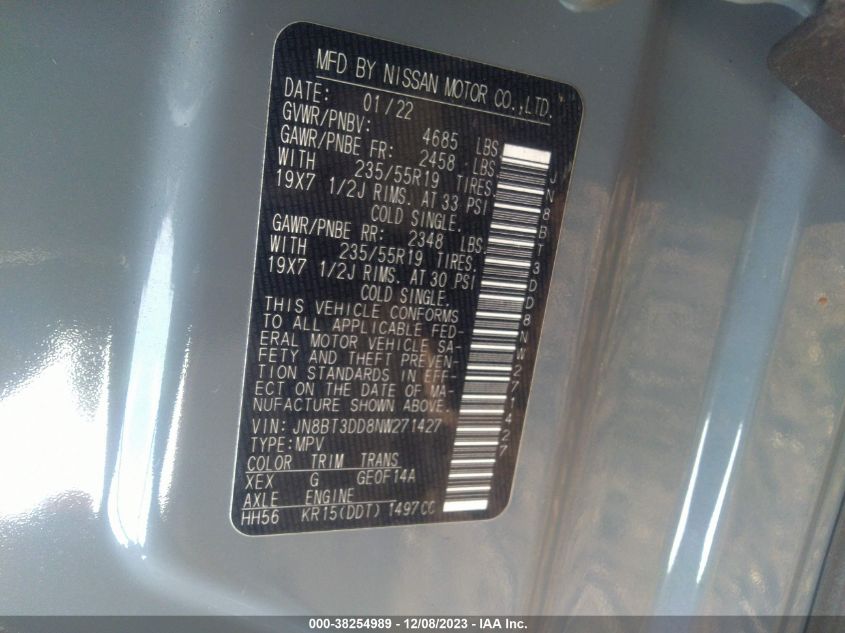 MFD BY NISSAN MOTOR CO.,LTD.
DATE: 01/22
GVWR/PNBV: 4685 LBS
GAWR/PNBE FR: 2458 LBS
WITH 235/55R19 TIRES.
19X7 1/2J RIMS. AT 33 PSI
COLD SINGLE.
GAWR/PNBE RR: 2348 LBS
WITH 235/55R19 TIRES.
19X7 1/2J RIMS. AT 30 PSI
COLD SINGLE.
THIS VEHICLE CONFORMS
TO ALL APPLICABLE FED-
ERAL MOTOR VEHICLE SA-
FETY AND THEFT PREVEN-
TION STANDARDS IN EFF-
ECT ON THE DATE OF MA-
NUFACTURE SHOWN ABOVE.
VIN: JN8BT3DD8NW271427
TYPE:MPV
COLOR TRIM TRANS
XEX G GE0F14A
AXLE ENGINE
HH56 KR15(DDT) 1497CC
JN8BT3DD8NW271427
000-38254989 - 12/08/2023 - IAA Inc.